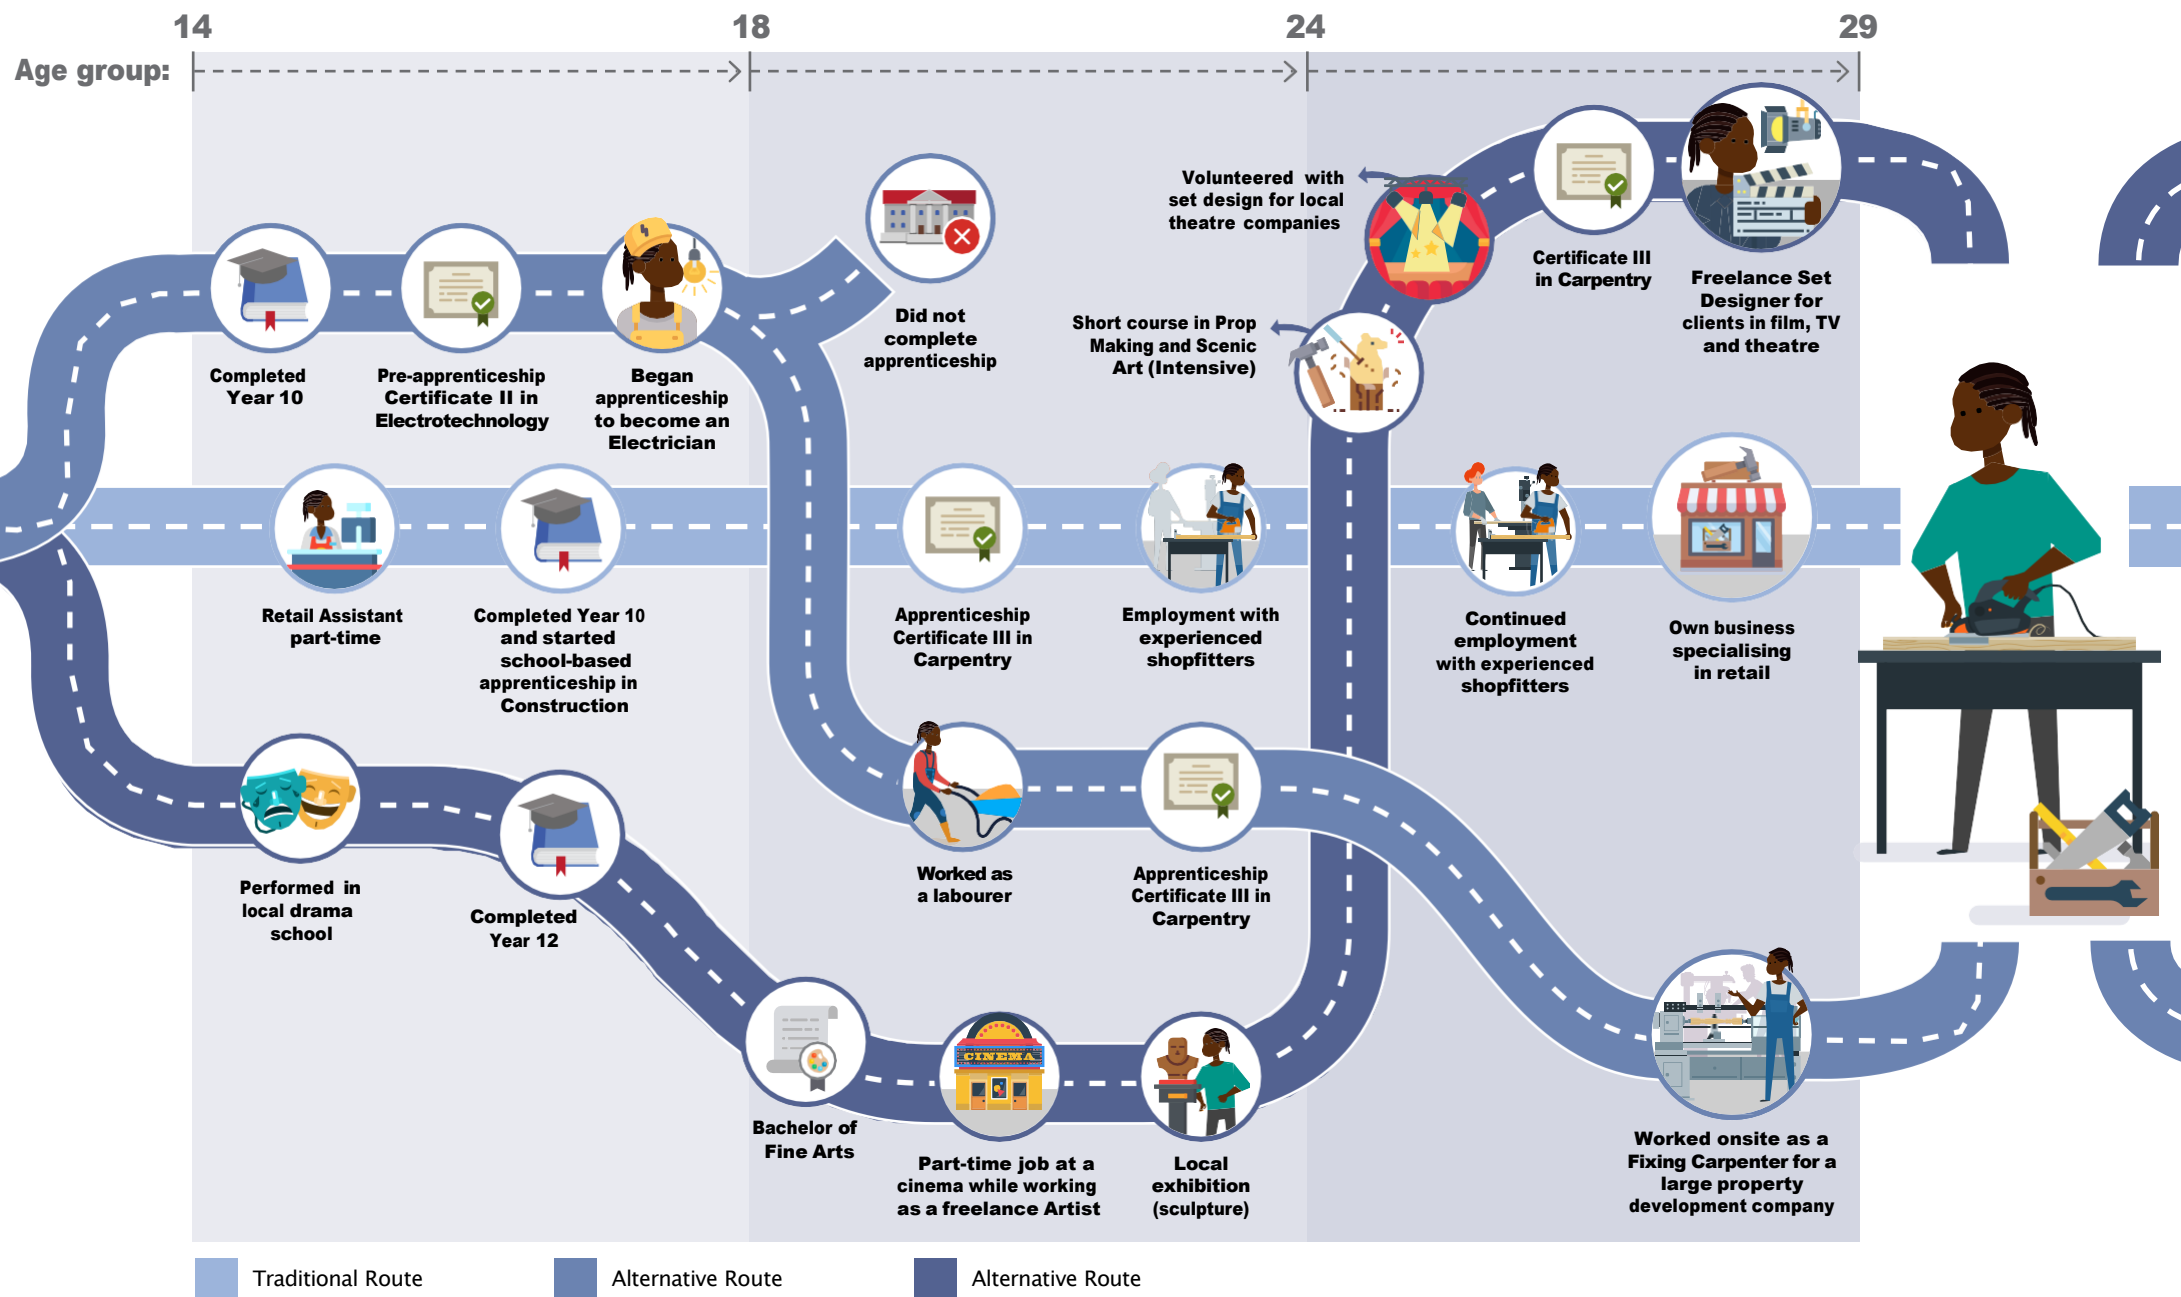 14
18
24
29
Age group:
Completed
Year 10
Pre-apprenticeship
Certificate II in
Electrotechnology
Began
apprenticeship
to become an
Electrician
Did not
complete
apprenticeship
Volunteered with
set design for local
theatre companies
Short course in Prop
Making and Scenic
Art (Intensive)
Certificate III
in Carpentry
Freelance Set
Designer for
clients in film, TV
and theatre
Retail Assistant
part-time
Completed Year 10
and started
school-based
apprenticeship in
Construction
Apprenticeship
Certificate III in
Carpentry
Employment with
experienced
shopfitters
Continued
employment
with experienced
shopfitters
Own business
specialising
in retail
Performed in
local drama
school
Completed
Year 12
Worked as
a labourer
Apprenticeship
Certificate III in
Carpentry
Bachelor of
Fine Arts
CINEMA
Part-time job at a
cinema while working
as a freelance Artist
Local
exhibition
(sculpture)
Worked onsite as a
Fixing Carpenter for a
large property
development company
Traditional Route
Alternative Route
Alternative Route